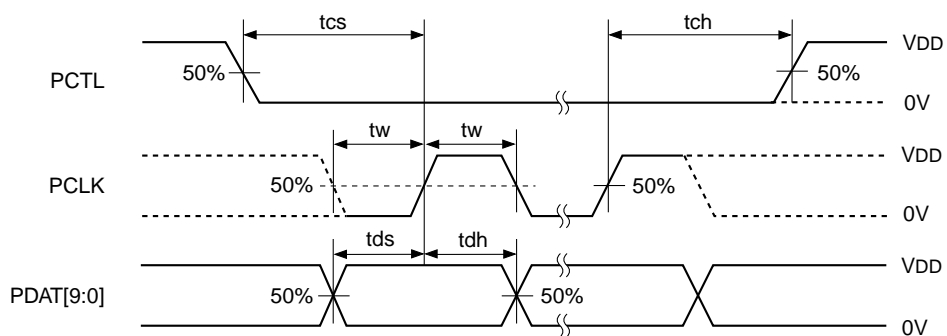 tcs
tch
VDD
PCTL
50%
50%
0V
tw
tw
VDD
PCLK
50%
50%
0V
tds
tdh
VDD
PDAT[9:0]
50%
50%
0V